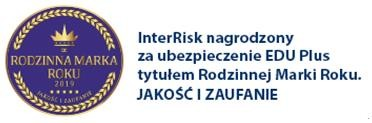 RODZINNA MARKA
ROKU
2019
JAKOŚĆ I ZAUFANIE
InterRisk nagrodzony
za ubezpieczenie EDU Plus
tytułem Rodzinnej Marki Roku.
JAKOŚĆ I ZAUFANIE